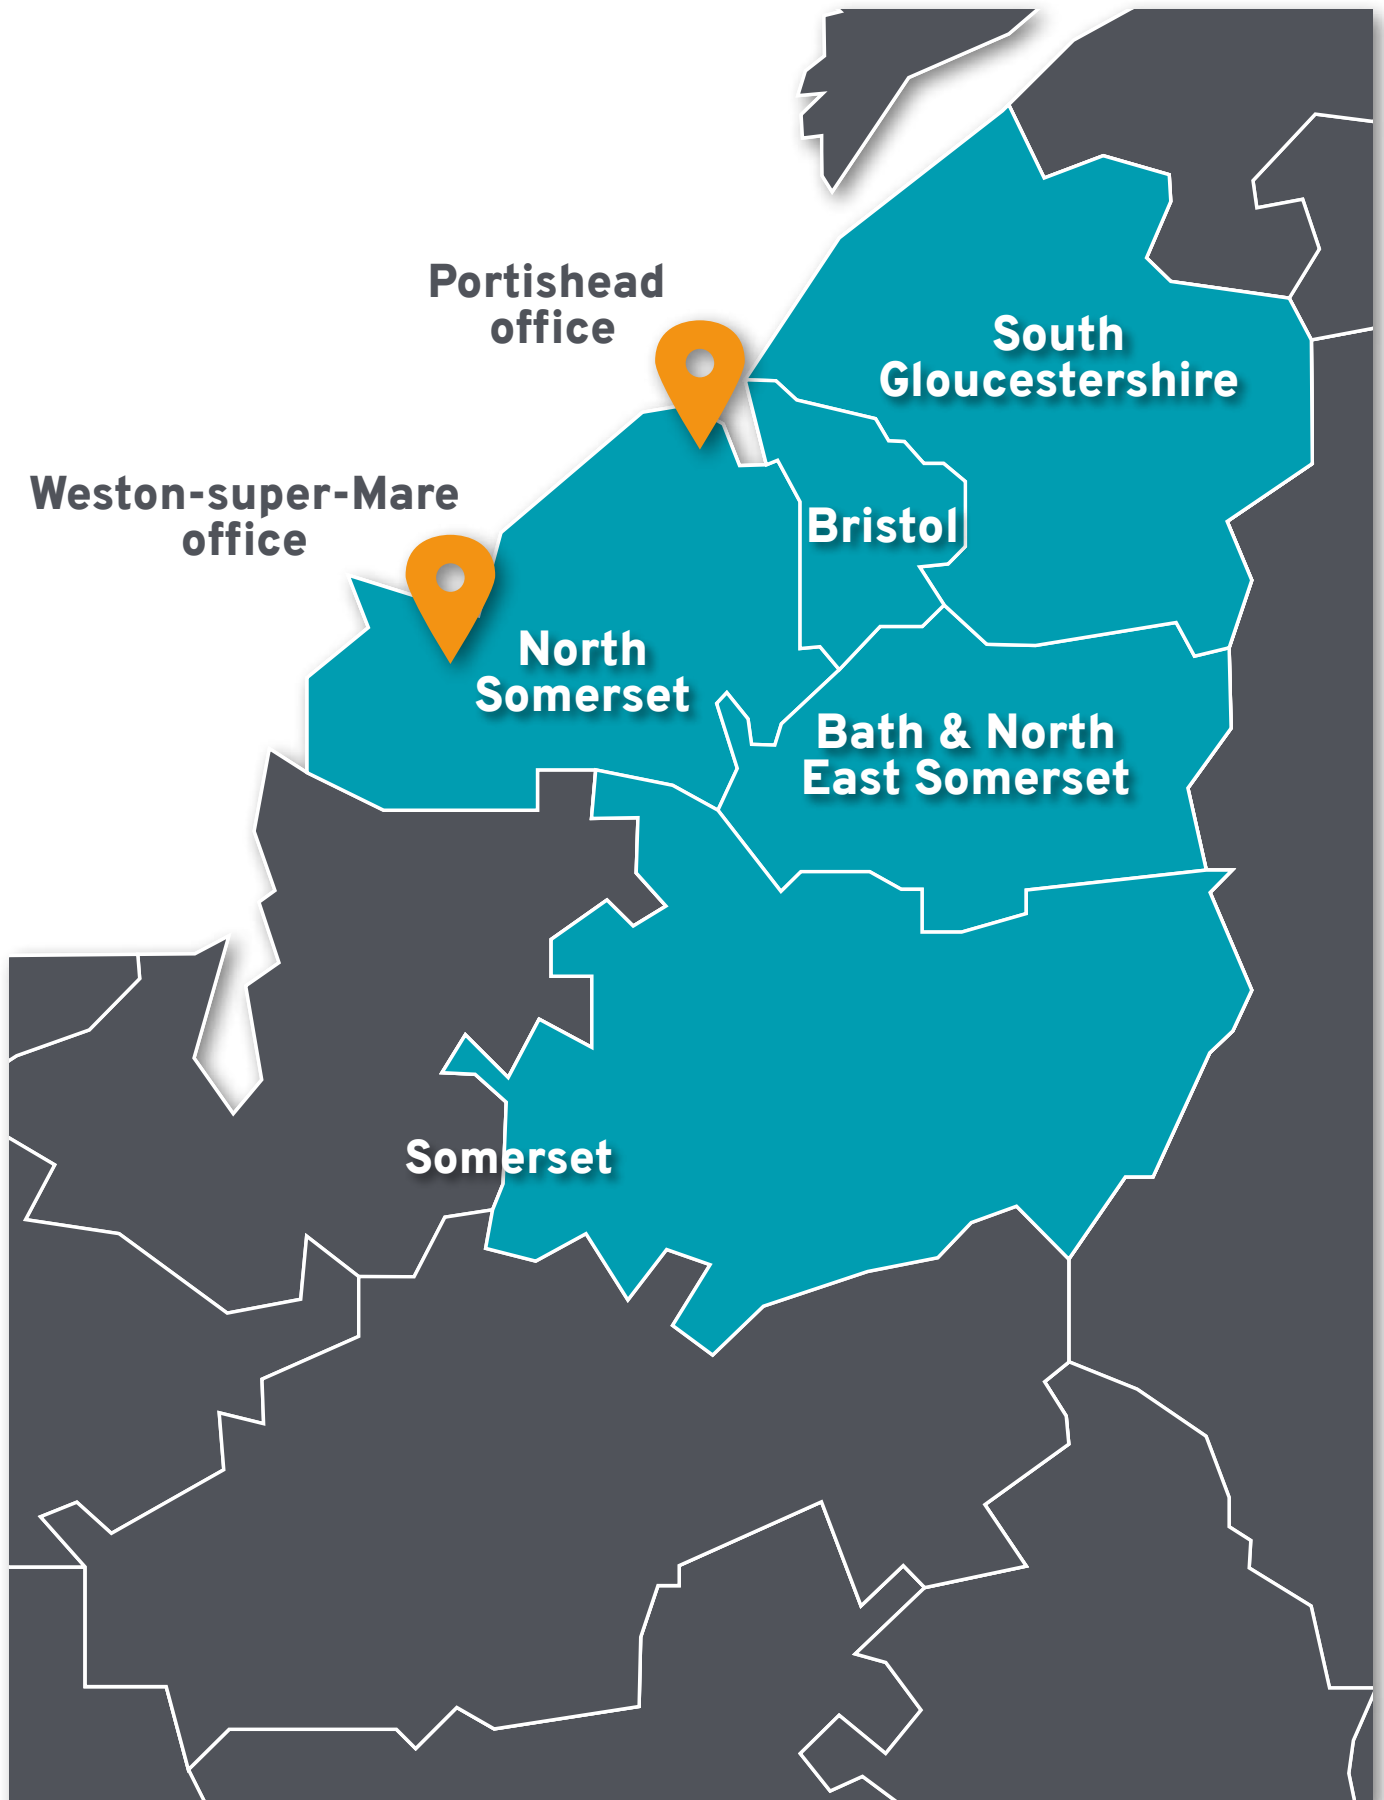 Portishead
office
South
Gloucestershire
Weston-super-Mare
office
Bristol
North
Somerset
Bath & North
East Somerset
Somerset